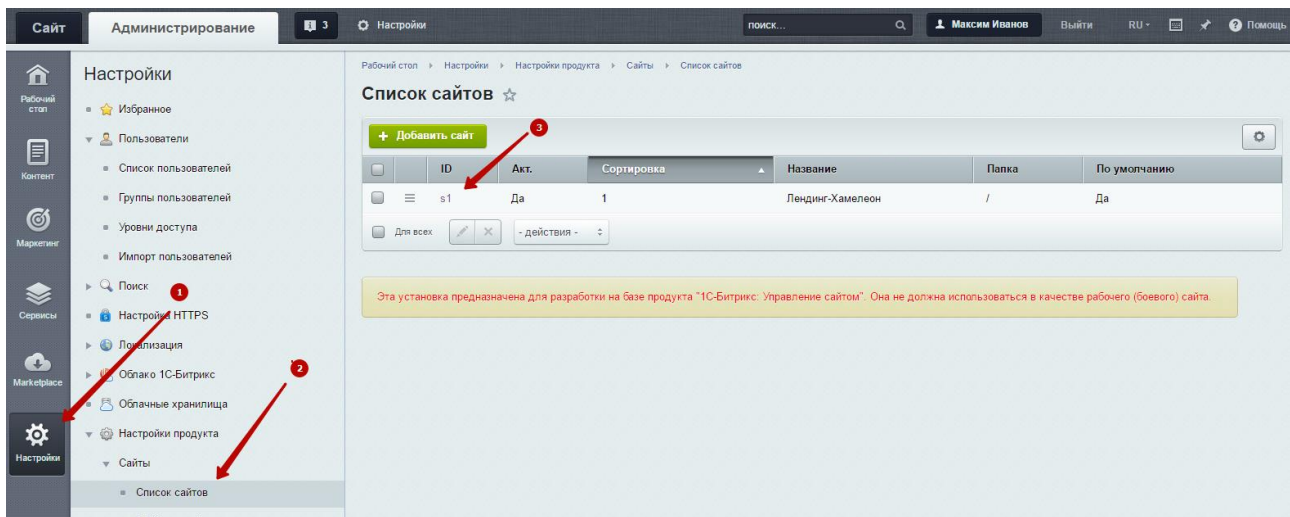 Сайт
Администрирование
3
Настройки
поиск...
Максим Иванов
Выйти
RU
Помощь
Рабочий стол
Контент
Маркетинг
Сервисы
Marketplace
Настройки
Настройки
Избранное
Пользователи
Список пользователей
Группы пользователей
Уровни доступа
Импорт пользователей
Поиск
1
Настройка HTTPS
Локализация
Облако 1С-Битрикс
2
Облачные хранилища
Настройки продукта
Сайты
Список сайтов
Рабочий стол Настройки Настройки продукта Сайты Список сайтов
Список сайтов
+ Добавить сайт
3
ID Акт. Сортировка Название Папка По умолчанию
s1 Да 1 Лендинг-Хамелеон / Да
Для всех - действия -
Эта установка предназначена для разработки на базе продукта "1С-Битрикс: Управление сайтом". Она не должна использоваться в качестве рабочего (боевого) сайта.